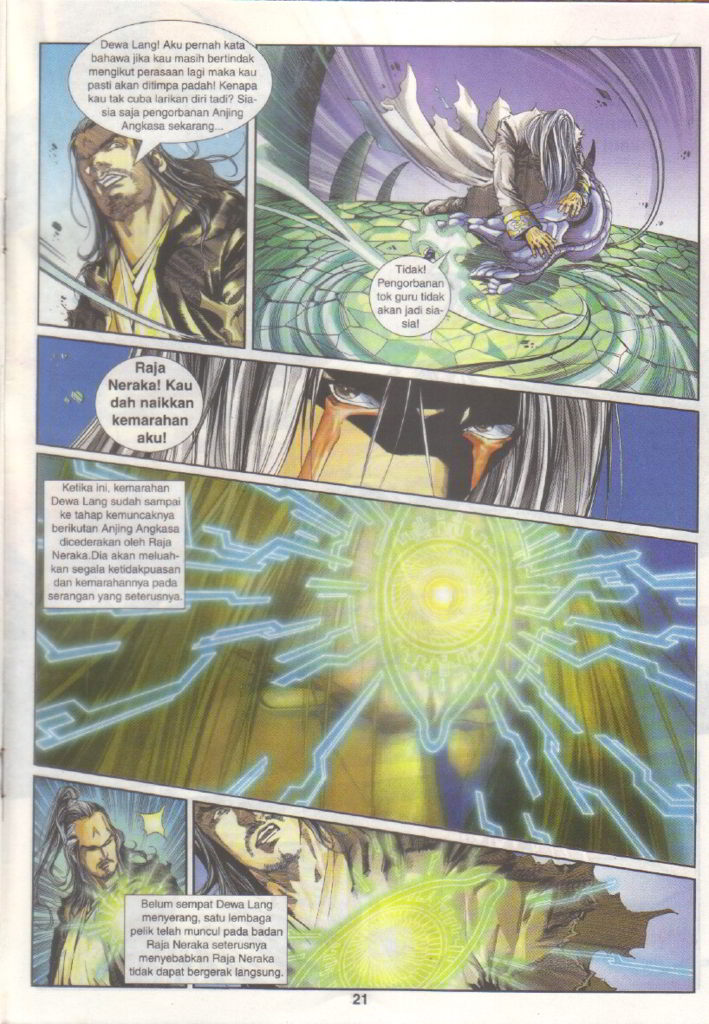 Dewa Lang! Aku pernah kata
bahawa jika kau masih bertindak
mengikut perasaan lagi maka kau
pasti akan ditimpa padah! Kenapa
kau tak cuba larikan diri tadi? Sia-
sia saja pengorbanan Anjing
Angkasa sekarang...
Tidak!
Pengorbanan
tok guru tidak
akan jadi sia-
sia!
Raja
Neraka! Kau
dah naikkan
kemarahan
aku!
Ketika ini, kemarahan
Dewa Lang sudah sampai
ke tahap kemuncaknya
berikutan Anjing Angkasa
dicederakan oleh Raja
Neraka.Dia akan meluah-
kan segala ketidakpuasan
dan kemarahannya pada
serangan yang seterusnya.
Belum sempat Dewa Lang
menyerang, satu lembaga
pelik telah muncul pada badan
Raja Neraka seterusnya
menyebabkan Raja Neraka
tidak dapat bergerak langsung.
21